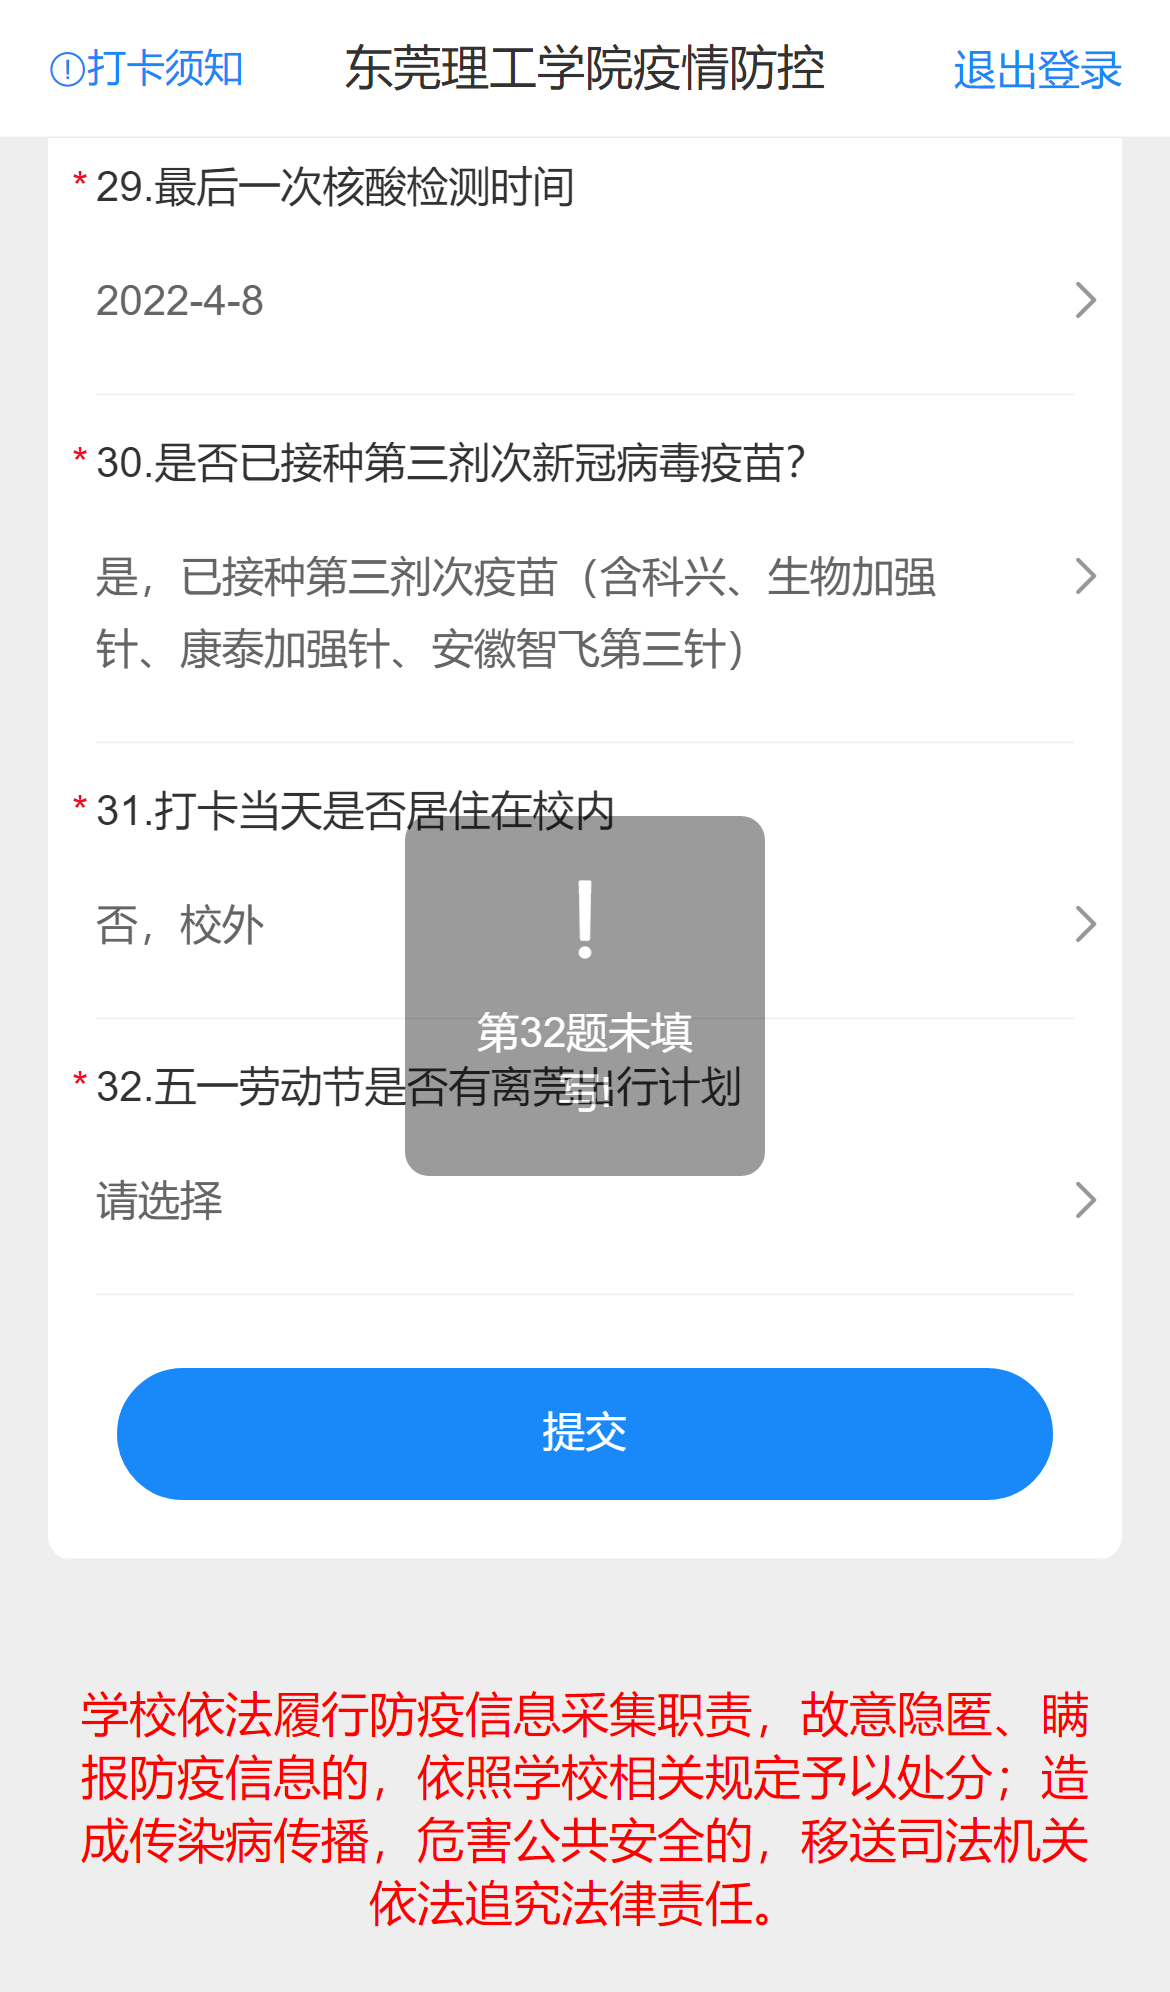 打卡须知
东莞理工学院疫情防控
退出登录
* 29.最后一次核酸检测时间
2022-4-8
* 30.是否已接种第三剂次新冠病毒疫苗?
是，已接种第三剂次疫苗（含科兴、生物加强
针、康泰加强针、安徽智飞第三针）
* 31.打卡当天是否居住在校内
否，校外
第32题未填
写!
* 32.五一劳动节是否有离莞出行计划
请选择
提交
学校依法履行防疫信息采集职责，故意隐匿、瞒
报防疫信息的，依照学校相关规定予以处分；造
成传染病传播，危害公共安全的，移送司法机关
依法追究法律责任。